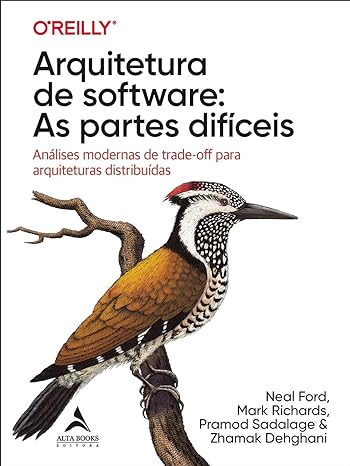 O'REILLY®
Arquitetura
de software:
As partes difíceis
Análises modernas de trade-off para
arquiteturas distribuídas
Neal Ford,
Mark Richards,
Pramod Sadalage &
Zhamak Dehghani
ALTA BOOKS
EDITORA